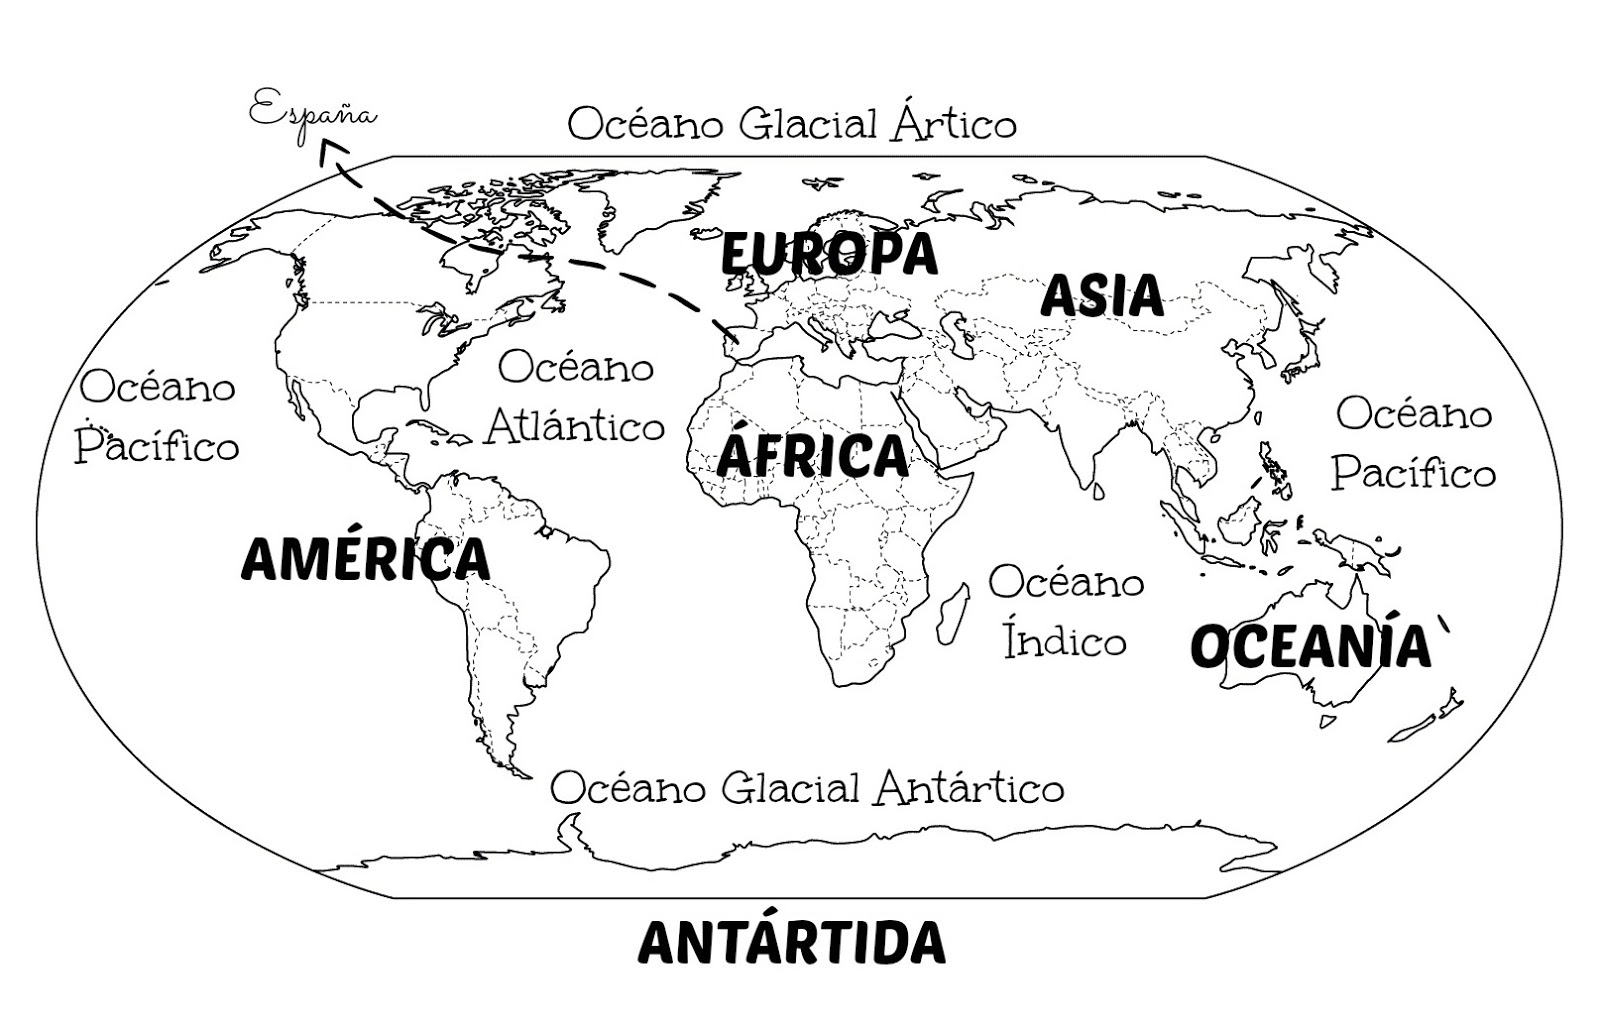 España
Océano Glacial Ártico
EUROPA
ASIA
Océano
Pacífico
Océano
Atlántico
ÁFRICA
Océano
Pacífico
AMÉRICA
Océano
Índico
OCEANÍA
Océano Glacial Antártico
ANTÁRTIDA